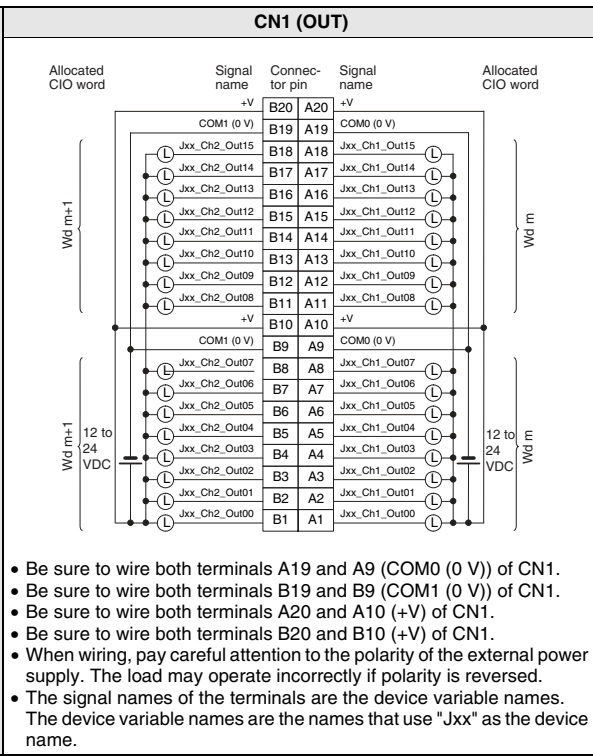 CN1 (OUT)
Allocated CIO word Signal name Connec-tor pin Signal name Allocated CIO word
+V B20 A20 +V
COM1 (0 V) B19 A19 COM0 (0 V)
L Jxx_Ch2_Out15 B18 A18 Jxx_Ch1_Out15 L
L Jxx_Ch2_Out14 B17 A17 Jxx_Ch1_Out14 L
L Jxx_Ch2_Out13 B16 A16 Jxx_Ch1_Out13 L
L Jxx_Ch2_Out12 B15 A15 Jxx_Ch1_Out12 L
Wd m+1
L Jxx_Ch2_Out11 B14 A14 Jxx_Ch1_Out11 L
Wd m
L Jxx_Ch2_Out10 B13 A13 Jxx_Ch1_Out10 L
L Jxx_Ch2_Out09 B12 A12 Jxx_Ch1_Out09 L
L Jxx_Ch2_Out08 B11 A11 Jxx_Ch1_Out08 L
+V B10 A10 +V
COM1 (0 V) B9 A9 COM0 (0 V)
L Jxx_Ch2_Out07 B8 A8 Jxx_Ch1_Out07 L
L Jxx_Ch2_Out06 B7 A7 Jxx_Ch1_Out06 L
L Jxx_Ch2_Out05 B6 A6 Jxx_Ch1_Out05 L
L Jxx_Ch2_Out04 B5 A5 Jxx_Ch1_Out04 L
Wd m+1
12 to 24 VDC
L Jxx_Ch2_Out03 B4 A4 Jxx_Ch1_Out03 L
12 to 24 VDC
Wd m
L Jxx_Ch2_Out02 B3 A3 Jxx_Ch1_Out02 L
L Jxx_Ch2_Out01 B2 A2 Jxx_Ch1_Out01 L
L Jxx_Ch2_Out00 B1 A1 Jxx_Ch1_Out00 L
• Be sure to wire both terminals A19 and A9 (COM0 (0 V)) of CN1.
• Be sure to wire both terminals B19 and B9 (COM1 (0 V)) of CN1.
• Be sure to wire both terminals A20 and A10 (+V) of CN1.
• Be sure to wire both terminals B20 and B10 (+V) of CN1.
• When wiring, pay careful attention to the polarity of the external power
supply. The load may operate incorrectly if polarity is reversed.
• The signal names of the terminals are the device variable names.
The device variable names are the names that use "Jxx" as the device
name.